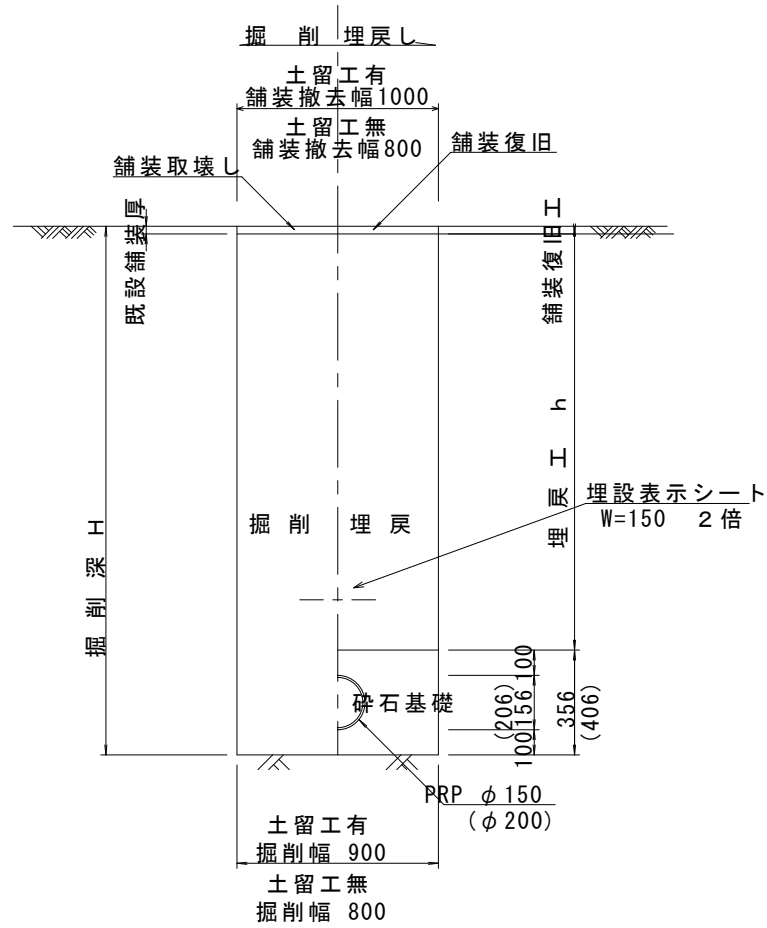 掘 削 埋戻し
土留工有
舗装撤去幅1000
土留工無
舗装撤去幅800
舗装復旧
舗装取壊し
既設舗装厚
舗装復旧工
掘削深 H
埋戻工 h
掘削 埋戻
埋設表示シート
W=150 2倍
砕石基礎
100
156
(206)
100
356
(406)
PRP φ150
(φ200)
土留工有
掘削幅 900
土留工無
掘削幅 800